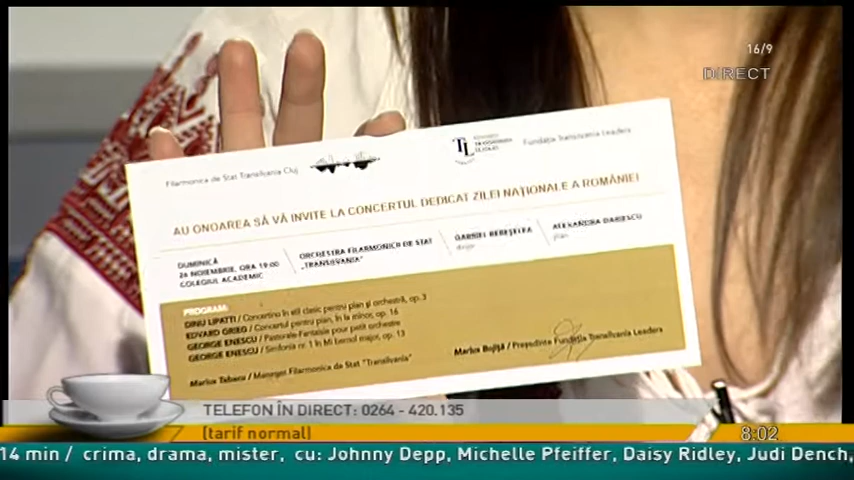 16/9
DIRECT
Filarmonica de Stat Transilvania Cluj
TL
TRANSILVANIA
LEADERS
Fundația Transilvania Leaders
AU ONOAREA SĂ VĂ INVITE LA CONCERTUL DEDICAT ZILEI NAȚIONALE A ROMÂNIEI
DUMINICĂ
26 NOIEMBRIE, ORA 19:00
COLEGIUL ACADEMIC
ORCHESTRA FILARMONICII DE STAT
„TRANSILVANIA"
GABRIEL BEBEȘELEA
dirijor
ALEXANDRA DARIESCU
pian
PROGRAM:
DINU LIPATTI / Concertino în stil clasic pentru pian și orchestră, op. 3
EDVARD GRIEG / Concertul pentru pian, în la minor, op. 16
GEORGE ENESCU / Pastorale-Fantaisie pour petit orchestre
GEORGE ENESCU / Simfonia nr. 1 în Mi bemol major, op. 13
Marius Tabacu / Manager Filarmonica de Stat "Transilvania"
Marius Bojiță / Președinte Fundația Transilvania Leaders
TELEFON ÎN DIRECT: 0264 - 420.135
(tarif normal)
8:02
14 min / crima, drama, mister, cu: Johnny Depp, Michelle Pfeiffer, Daisy Ridley, Judi Dench,